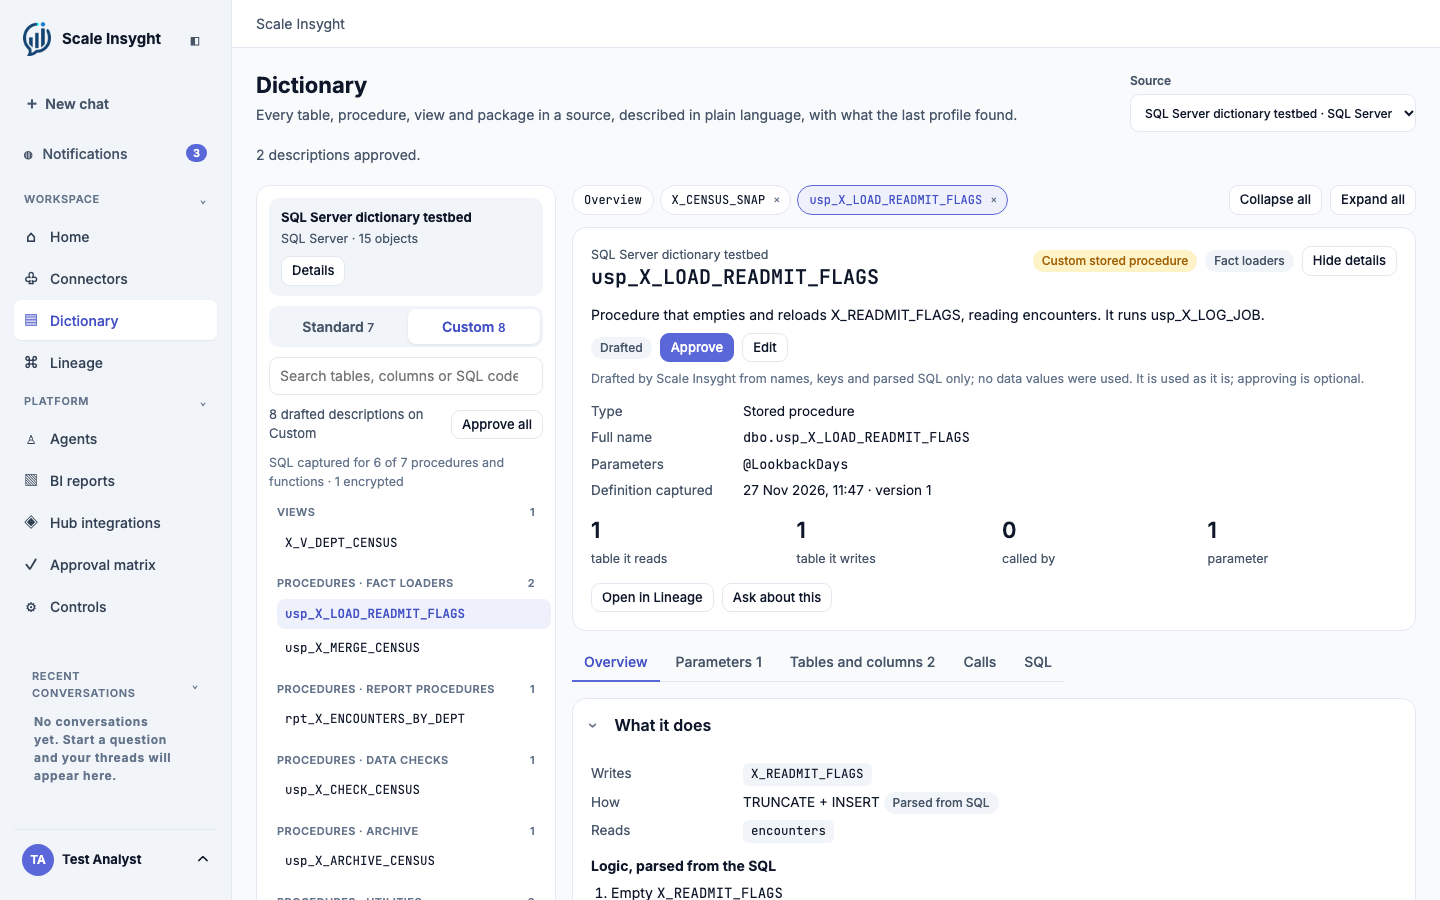 Scale Insyght
New chat
Notifications 3
WORKSPACE
Home
Connectors
Dictionary
Lineage
PLATFORM
Agents
BI reports
Hub integrations
Approval matrix
Controls
RECENT
CONVERSATIONS
No conversations
yet. Start a question
and your threads will
appear here.
TA Test Analyst
Scale Insyght
Dictionary
Every table, procedure, view and package in a source, described in plain language, with what the last profile found.
Source
SQL Server dictionary testbed · SQL Server
2 descriptions approved.
SQL Server dictionary testbed
SQL Server · 15 objects
Details
Standard 7 Custom 8
Search tables, columns or SQL code
8 drafted descriptions on
Custom
Approve all
SQL captured for 6 of 7 procedures and
functions · 1 encrypted
VIEWS 1
X_V_DEPT_CENSUS
PROCEDURES · FACT LOADERS 2
usp_X_LOAD_READMIT_FLAGS
usp_X_MERGE_CENSUS
PROCEDURES · REPORT PROCEDURES 1
rpt_X_ENCOUNTERS_BY_DEPT
PROCEDURES · DATA CHECKS 1
usp_X_CHECK_CENSUS
PROCEDURES · ARCHIVE 1
usp_X_ARCHIVE_CENSUS
Overview X_CENSUS_SNAP × usp_X_LOAD_READMIT_FLAGS × Collapse all Expand all
SQL Server dictionary testbed
usp_X_LOAD_READMIT_FLAGS
Custom stored procedure Fact loaders Hide details
Procedure that empties and reloads X_READMIT_FLAGS, reading encounters. It runs usp_X_LOG_JOB.
Drafted Approve Edit
Drafted by Scale Insyght from names, keys and parsed SQL only; no data values were used. It is used as it is; approving is optional.
Type Stored procedure
Full name dbo.usp_X_LOAD_READMIT_FLAGS
Parameters @LookbackDays
Definition captured 27 Nov 2026, 11:47 · version 1
1 1 0 1
table it reads table it writes called by parameter
Open in Lineage Ask about this
Overview Parameters 1 Tables and columns 2 Calls SQL
What it does
Writes X_READMIT_FLAGS
How TRUNCATE + INSERT Parsed from SQL
Reads encounters
Logic, parsed from the SQL
1. Empty X_READMIT_FLAGS